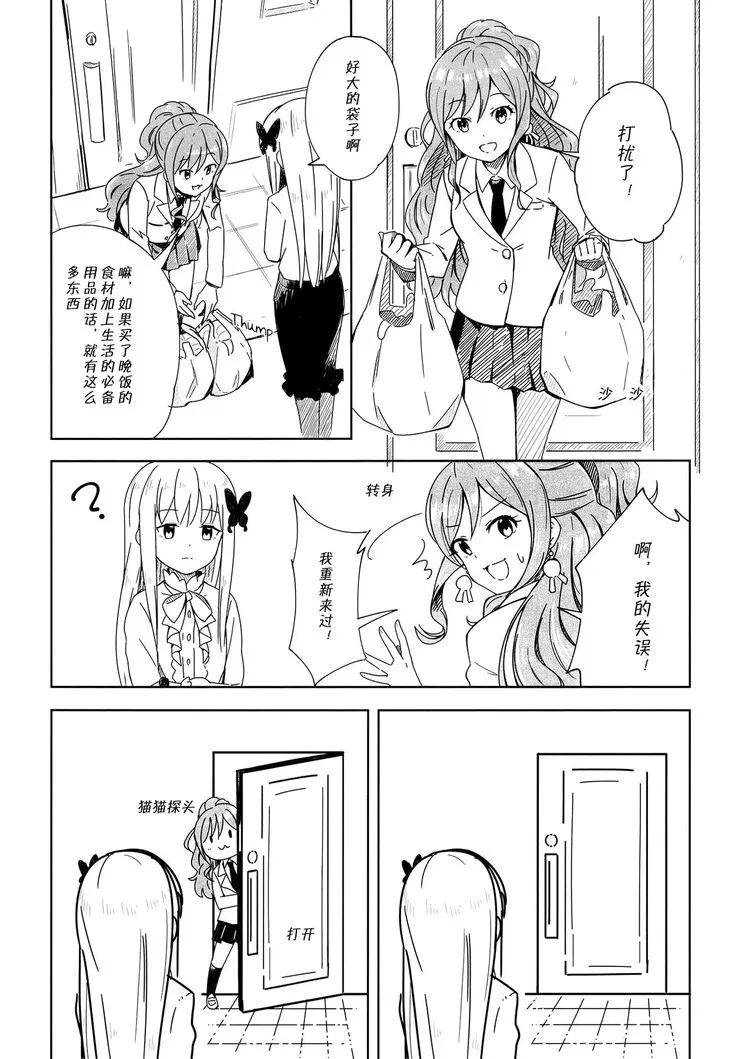 打扰了！
沙沙
好大的袋子啊
Thump
嘛，如果买了晚饭的
食材加上生活的必备
用品的话，就有这么
多东西
啊，我的失误！
转身
我重新来过！
?
猫猫探头
打开